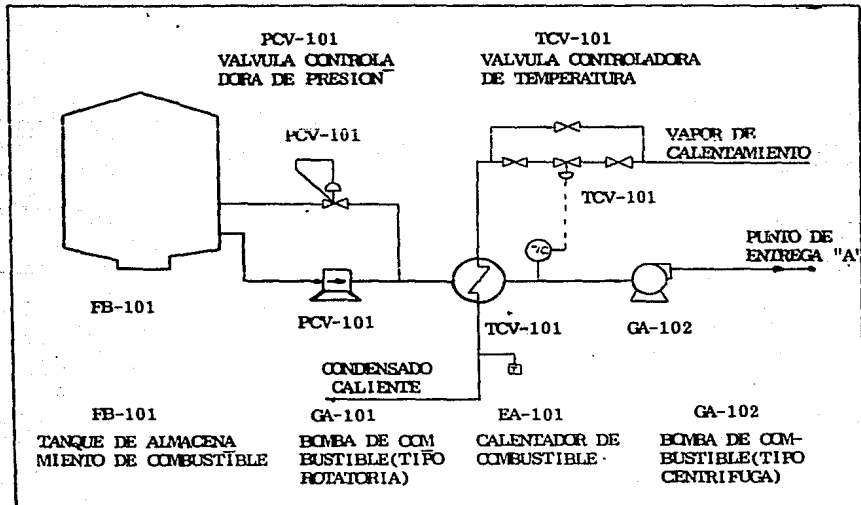 PCV-101
VALVULA CONTROLA
DORA DE PRESION
TCV-101
VALVULA CONTROLADORA
DE TEMPERATURA
PCV-101
VAPOR DE
CALENTAMIENTO
TCV-101
PUNTO DE
ENTREGA "A"
FB-101
PCV-101
TCV-101
GA-102
CONDENSADO
CALIENTE
FB-101
TANQUE DE ALMACENA
MIENTO DE COMBUSTIBLE
GA-101
BOMBA DE COM
BUSTIBLE(TIPO
ROTATORIA)
EA-101
CALENTADOR DE
COMBUSTIBLE
GA-102
BOMBA DE COM-
BUSTIBLE(TIPO
CENTRIFUGA)